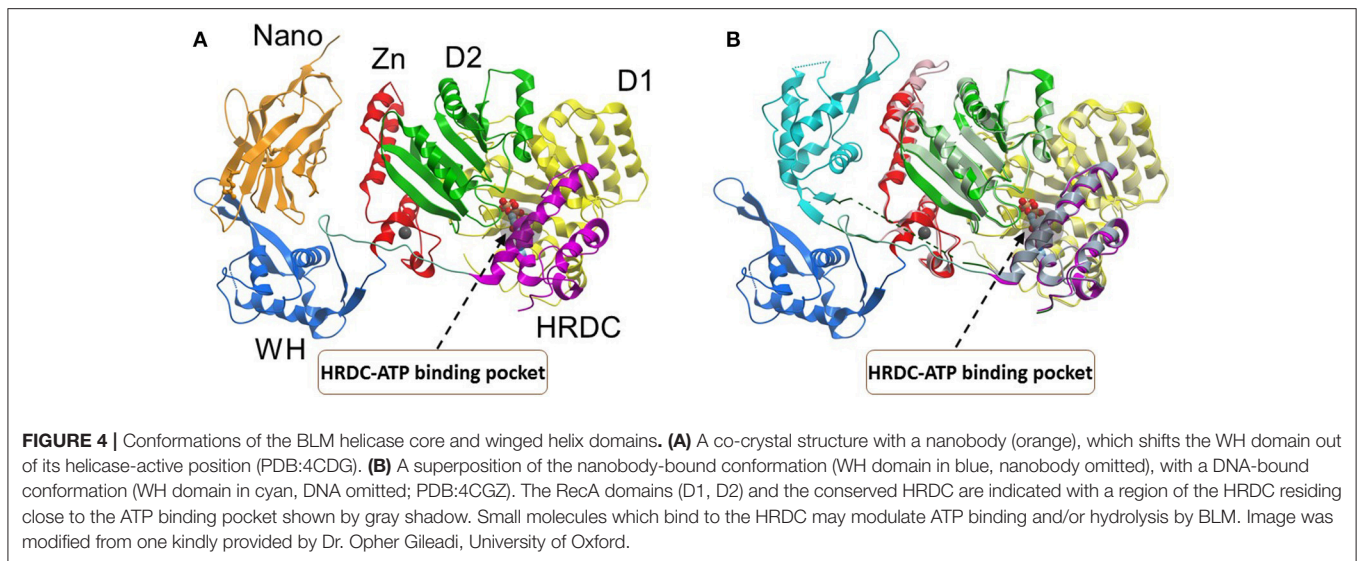 A
Nano
Zn
D2
D1
WH
HRDC
HRDC-ATP binding pocket
B
HRDC-ATP binding pocket
FIGURE 4 | Conformations of the BLM helicase core and winged helix domains. (A) A co-crystal structure with a nanobody (orange), which shifts the WH domain out
of its helicase-active position (PDB:4CDG). (B) A superposition of the nanobody-bound conformation (WH domain in blue, nanobody omitted), with a DNA-bound
conformation (WH domain in cyan, DNA omitted; PDB:4CGZ). The RecA domains (D1, D2) and the conserved HRDC are indicated with a region of the HRDC residing
close to the ATP binding pocket shown by gray shadow. Small molecules which bind to the HRDC may modulate ATP binding and/or hydrolysis by BLM. Image was
modified from one kindly provided by Dr. Opher Gileadi, University of Oxford.